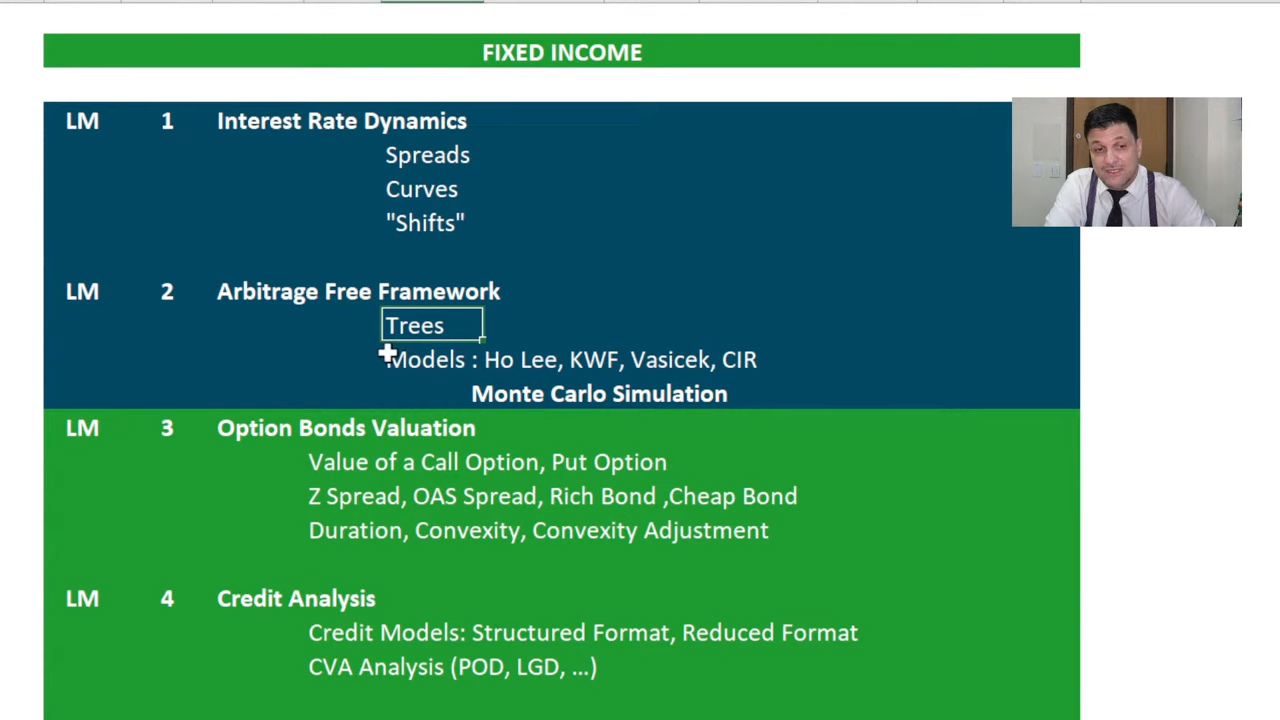 FIXED INCOME
LM 1 Interest Rate Dynamics
Spreads
Curves
"Shifts"
LM 2 Arbitrage Free Framework
Trees
Models : Ho Lee, KWF, Vasicek, CIR
Monte Carlo Simulation
LM 3 Option Bonds Valuation
Value of a Call Option, Put Option
Z Spread, OAS Spread, Rich Bond ,Cheap Bond
Duration, Convexity, Convexity Adjustment
LM 4 Credit Analysis
Credit Models: Structured Format, Reduced Format
CVA Analysis (POD, LGD, ...)